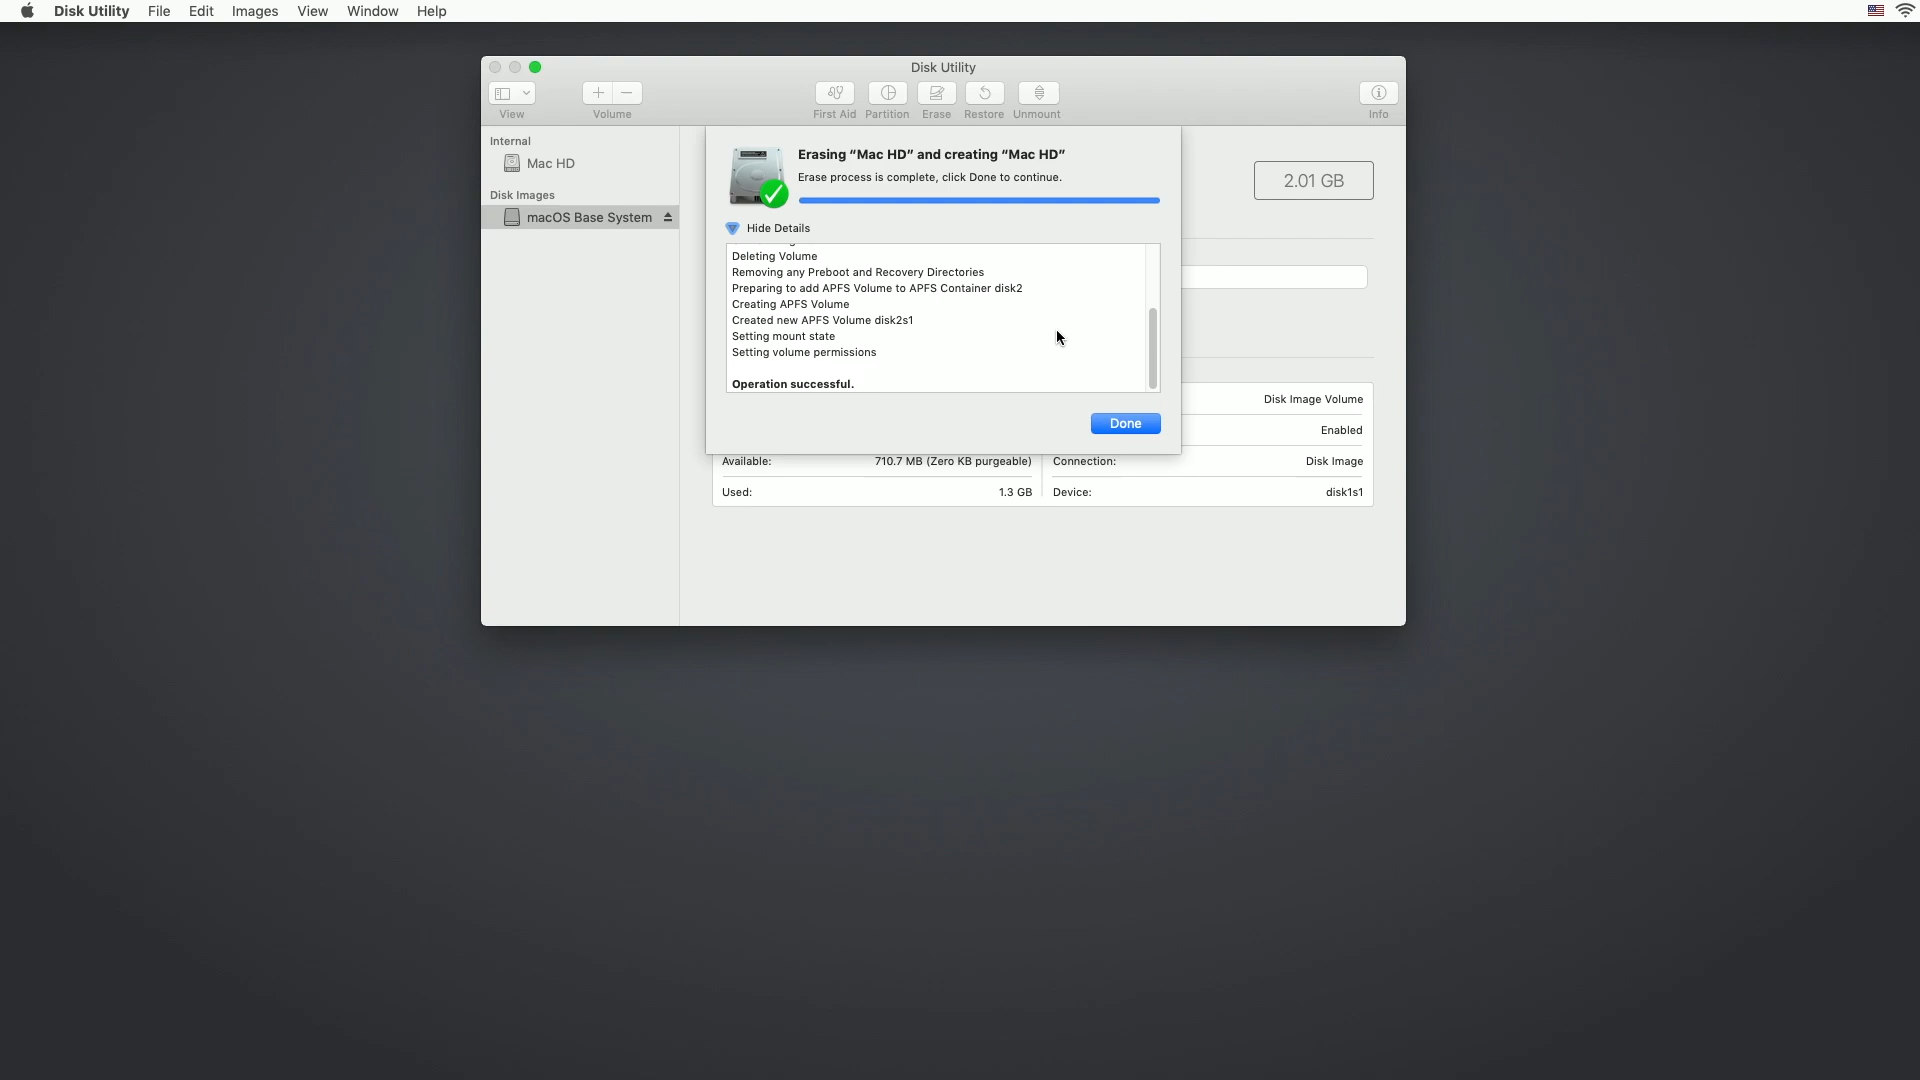 Disk Utility File Edit Images View Window Help
Disk Utility
View Volume First Aid Partition Erase Restore Unmount Info
Internal
Mac HD
Disk Images
macOS Base System
Erasing “Mac HD” and creating “Mac HD”
Erase process is complete, click Done to continue.
2.01 GB
Hide Details
Deleting Volume
Removing any Preboot and Recovery Directories
Preparing to add APFS Volume to APFS Container disk2
Creating APFS Volume
Created new APFS Volume disk2s1
Setting mount state
Setting volume permissions
Operation successful.
Done
Disk Image Volume
Enabled
Available: 710.7 MB (Zero KB purgeable) Connection: Disk Image
Used: 1.3 GB Device: disk1s1